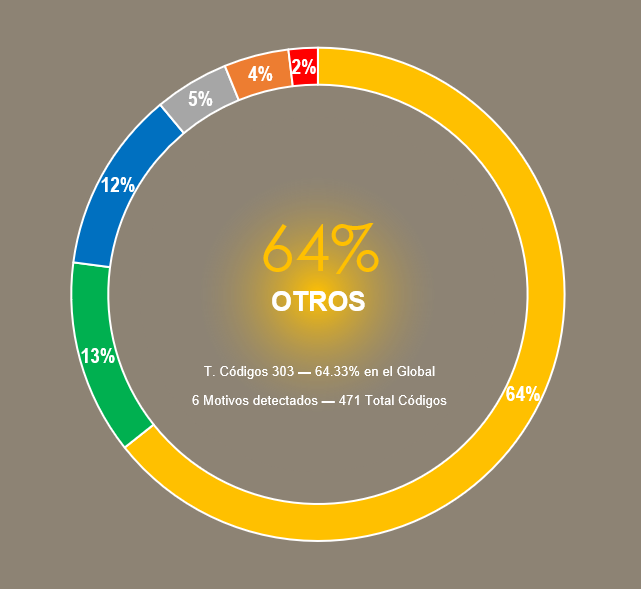 2%
4%
5%
12%
64%
OTROS
13%
T. Códigos 303 — 64.33% en el Global
64%
6 Motivos detectados — 471 Total Códigos